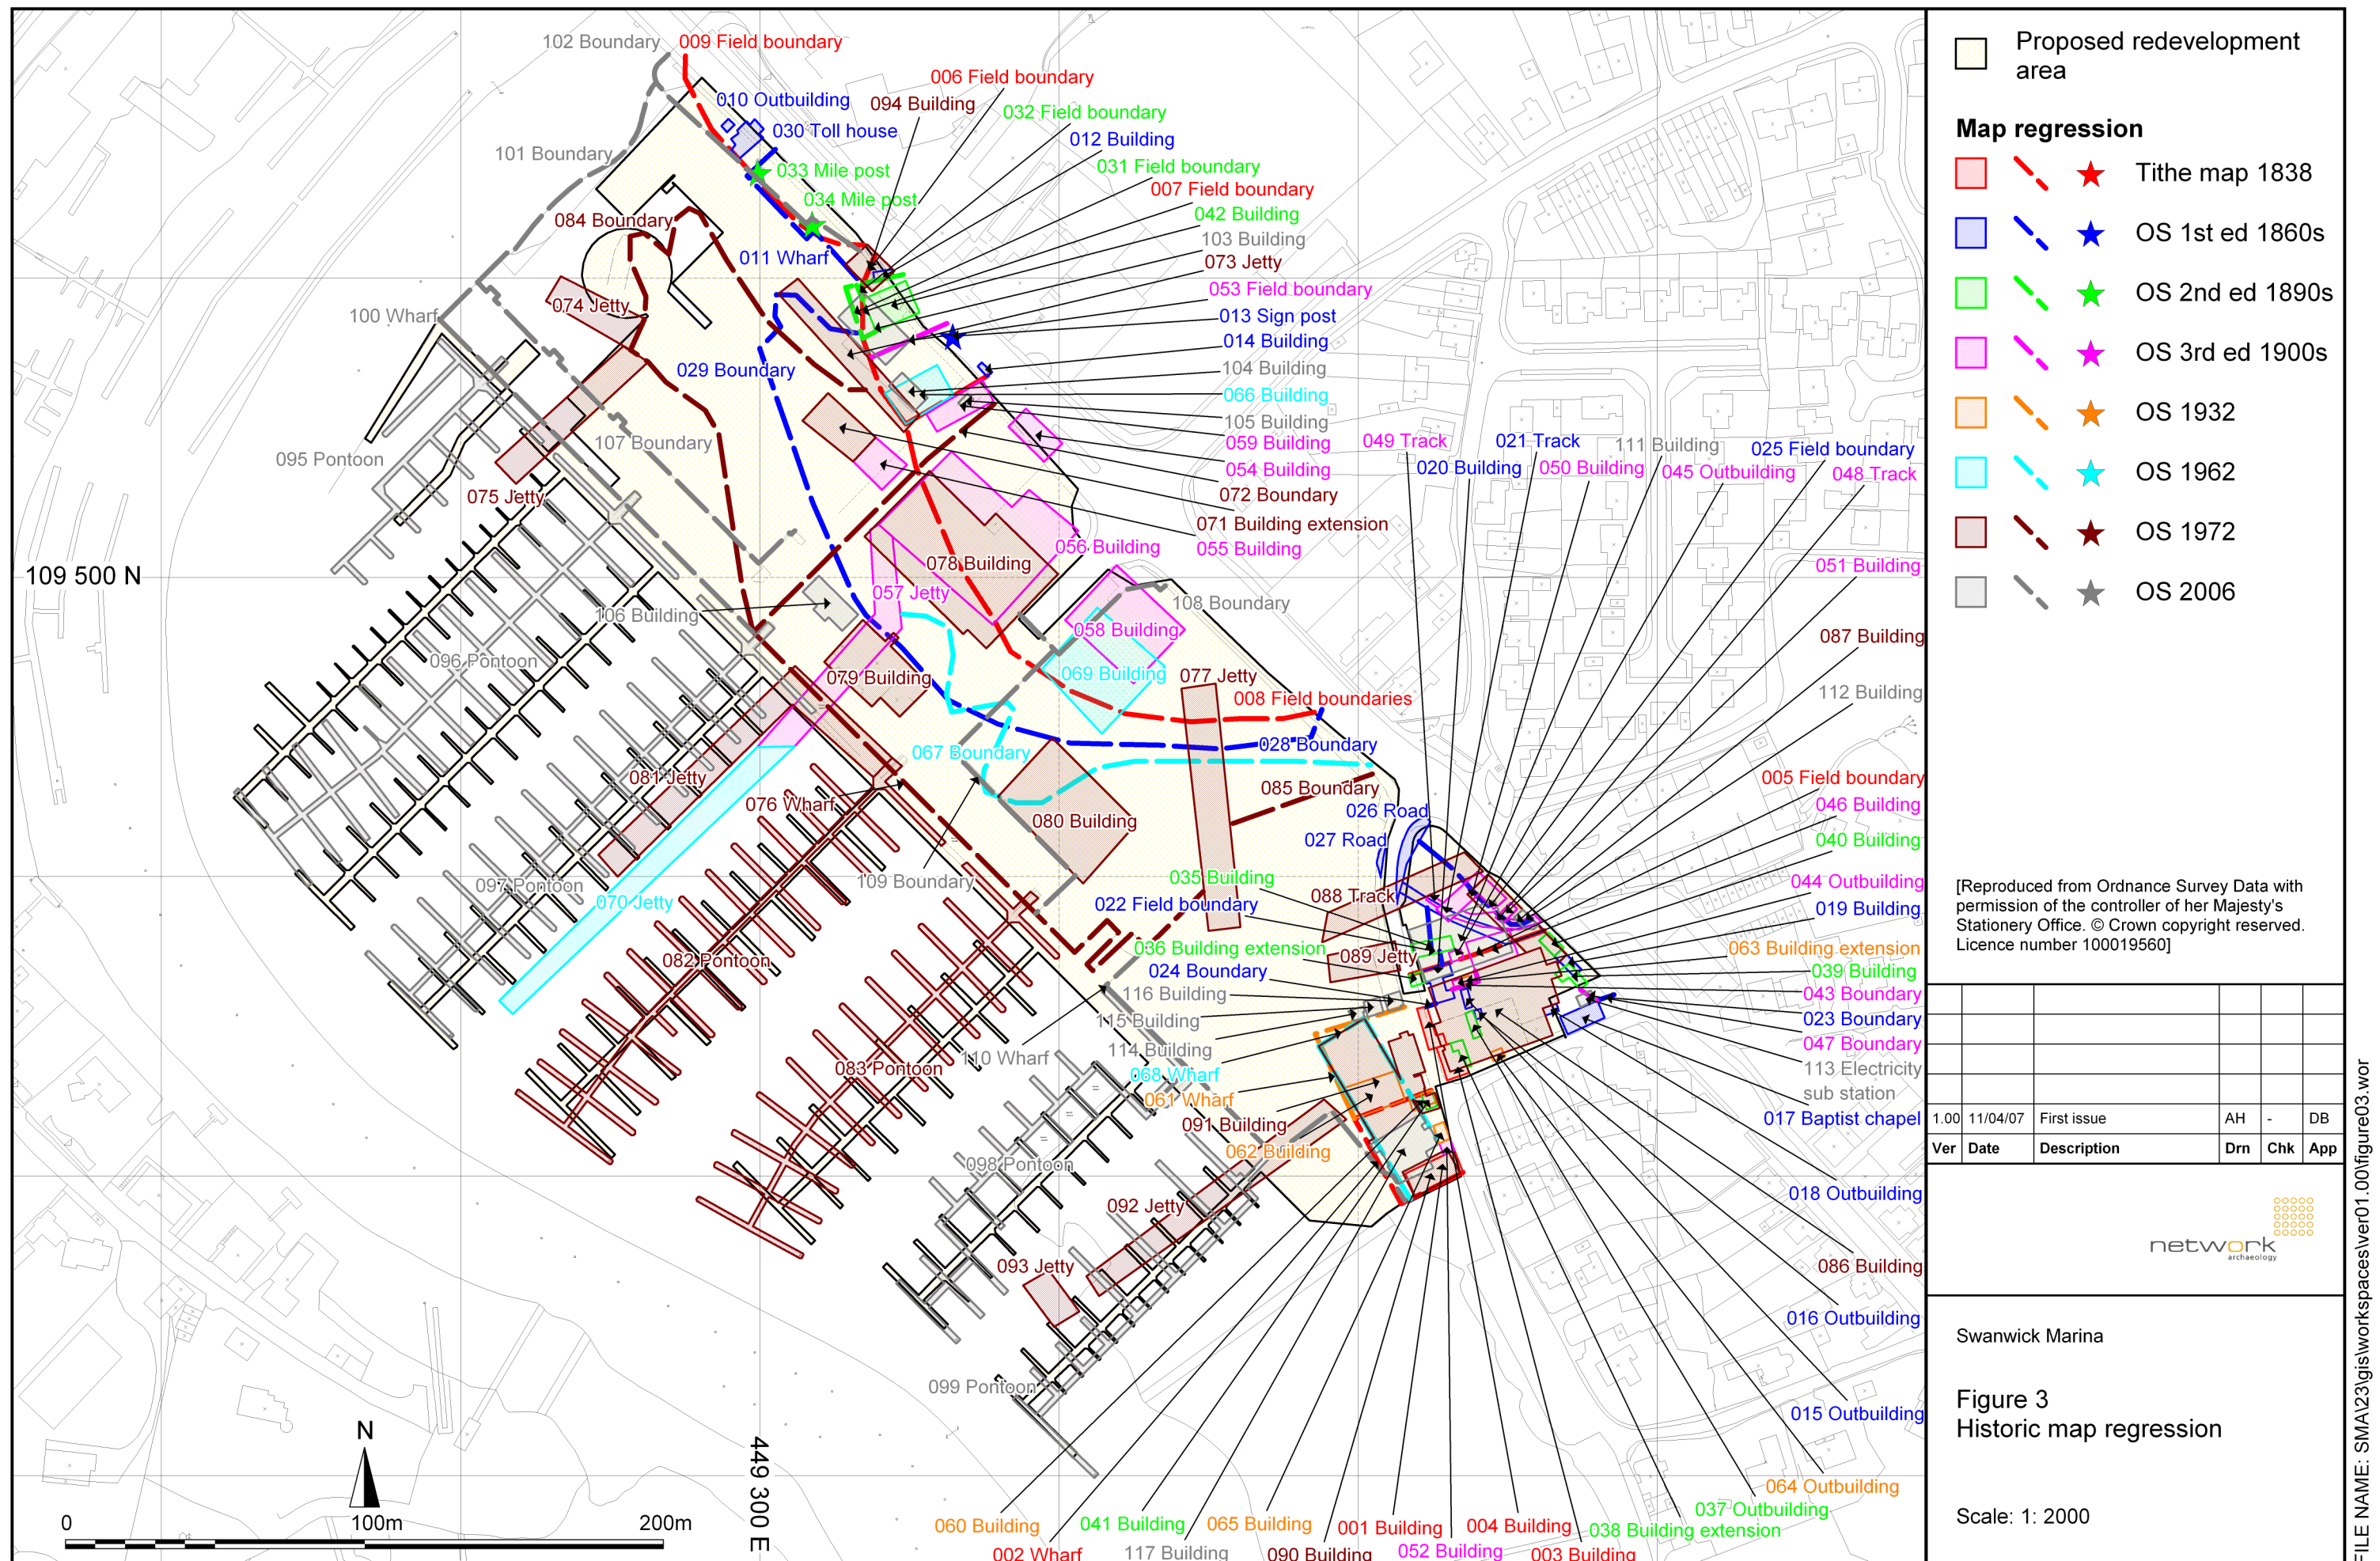 102 Boundary
009 Field boundary
006 Field boundary
010 Outbuilding
094 Building
032 Field boundary
030 Toll house
012 Building
101 Boundary
033 Mile post
031 Field boundary
007 Field boundary
034 Mile post
042 Building
084 Boundary
103 Building
011 Wharf
073 Jetty
053 Field boundary
074 Jetty
013 Sign post
100 Wharf
014 Building
029 Boundary
104 Building
066 Building
105 Building
107 Boundary
059 Building
095 Pontoon
054 Building
075 Jetty
072 Boundary
071 Building extension
055 Building
056 Building
078 Building
109 500 N
057 Jetty
106 Building
108 Boundary
058 Building
096 Pontoon
069 Building
079 Building
077 Jetty
008 Field boundaries
067 Boundary
028 Boundary
081 Jetty
076 Wharf
085 Boundary
080 Building
026 Road
027 Road
109 Boundary
097 Pontoon
070 Jetty
035 Building
088 Track
022 Field boundary
082 Pontoon
036 Building extension
089 Jetty
024 Boundary
116 Building
115 Building
110 Wharf
114 Building
083 Pontoon
068 Wharf
061 Wharf
091 Building
062 Building
098 Pontoon
092 Jetty
093 Jetty
099 Pontoon
049 Track
021 Track
111 Building
025 Field boundary
020 Building
050 Building
045 Outbuilding
048 Track
051 Building
087 Building
112 Building
005 Field boundary
046 Building
040 Building
044 Outbuilding
019 Building
063 Building extension
039 Building
043 Boundary
023 Boundary
047 Boundary
113 Electricity
sub station
017 Baptist chapel
018 Outbuilding
086 Building
016 Outbuilding
015 Outbuilding
064 Outbuilding
037 Outbuilding
038 Building extension
060 Building
041 Building
065 Building
001 Building
004 Building
002 Wharf
117 Building
090 Building
052 Building
003 Building
N
0
100m
200m
449 300 E
Proposed redevelopment
area
Map regression
Tithe map 1838
OS 1st ed 1860s
OS 2nd ed 1890s
OS 3rd ed 1900s
OS 1932
OS 1962
OS 1972
OS 2006
[Reproduced from Ordnance Survey Data with
permission of the controller of her Majesty's
Stationery Office. © Crown copyright reserved.
Licence number 100019560]
1.00 11/04/07 First issue AH - DB
Ver Date Description Drn Chk App
network
archaeology
Swanwick Marina
Figure 3
Historic map regression
Scale: 1: 2000
FILE NAME: SMA\23\gis\workspaces\ver01.00\figure03.wor